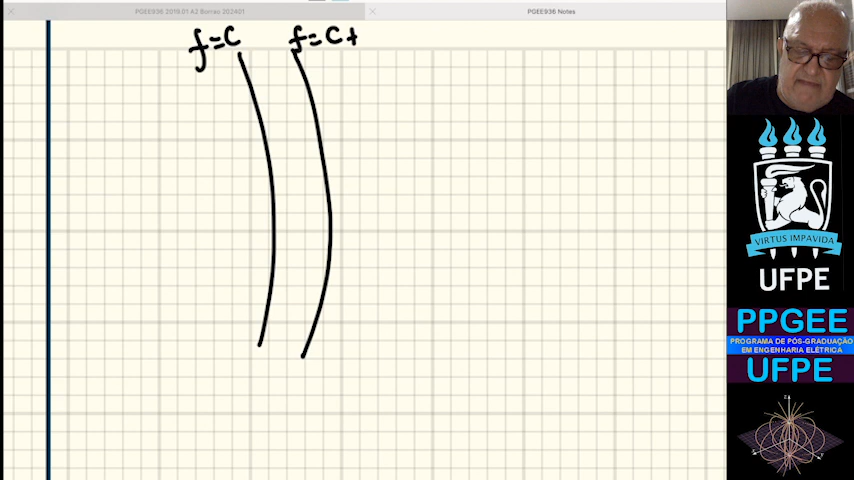 PGEE936 2019.01 A2 Borrao 202401
PGEE936 Notes
f=C
f=C+
VIRTUS IMPAVIDA
UFPE
PPGEE
PROGRAMA DE PÓS-GRADUAÇÃO
EM ENGENHARIA ELÉTRICA
UFPE